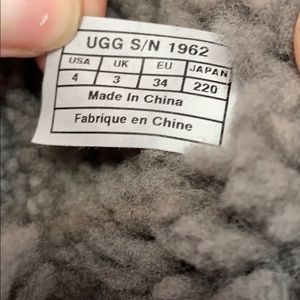 UGG S/N 1962
USA UK EU JAPAN
4 3 34 220
Made In China
Fabrique en Chine